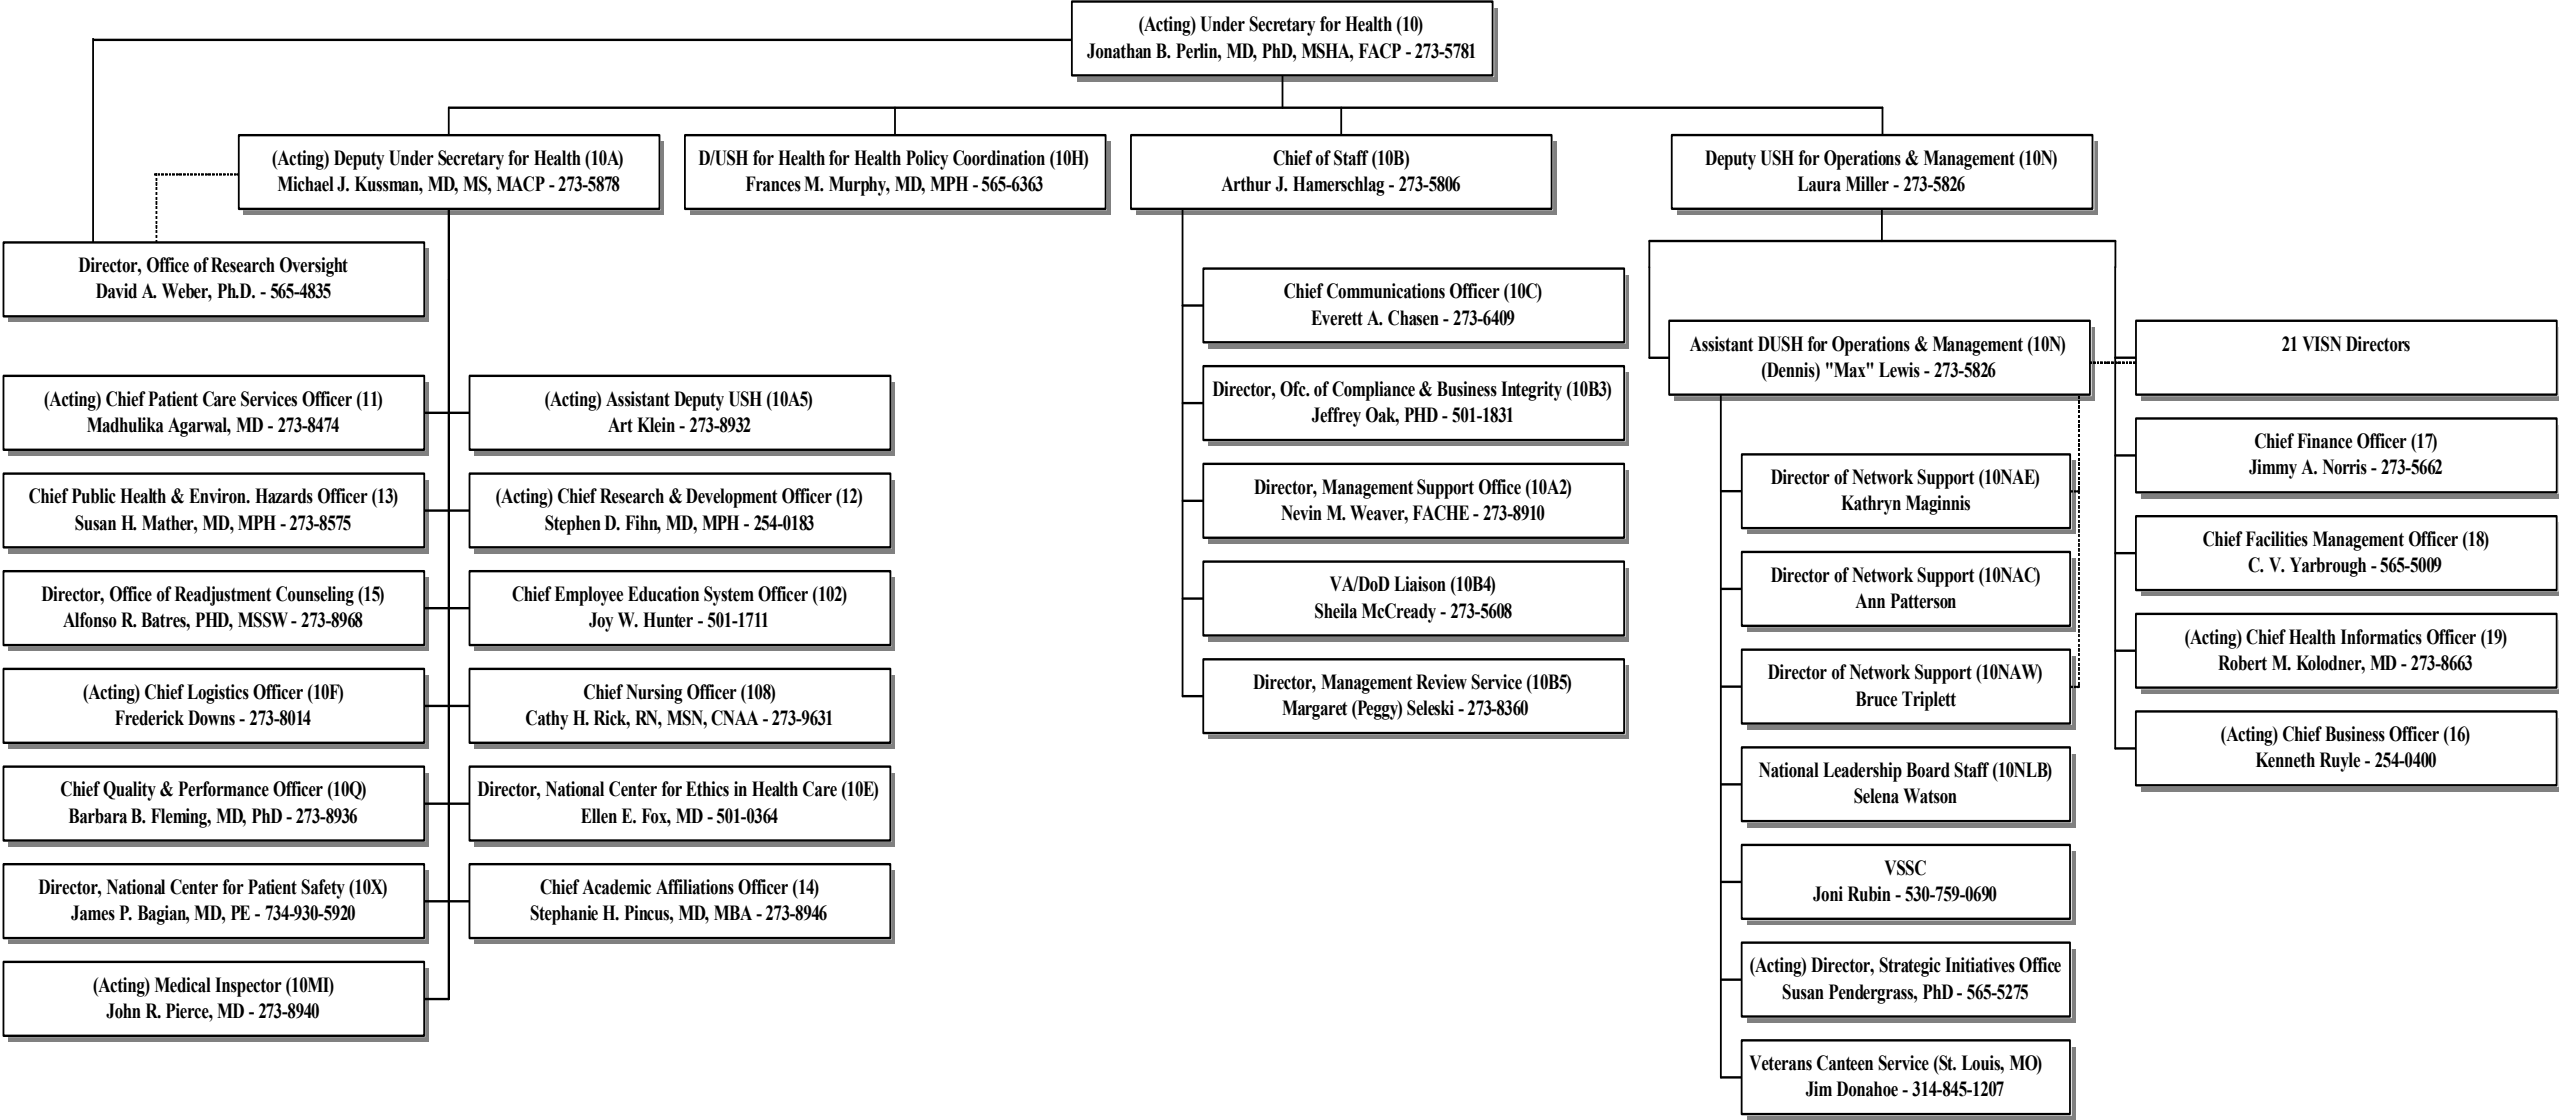 (Acting) Under Secretary for Health (10)
Jonathan B. Perlin, MD, PhD, MSHA, FACP - 273-5781
(Acting) Deputy Under Secretary for Health (10A)
Michael J. Kussman, MD, MS, MACP - 273-5878
D/USH for Health for Health Policy Coordination (10H)
Frances M. Murphy, MD, MPH - 565-6363
Chief of Staff (10B)
Arthur J. Hamerschlag - 273-5806
Deputy USH for Operations & Management (10N)
Laura Miller - 273-5826
Director, Office of Research Oversight
David A. Weber, Ph.D. - 565-4835
(Acting) Chief Patient Care Services Officer (11)
Madhulika Agarwal, MD - 273-8474
(Acting) Assistant Deputy USH (10A5)
Art Klein - 273-8932
Chief Public Health & Environ. Hazards Officer (13)
Susan H. Mather, MD, MPH - 273-8575
(Acting) Chief Research & Development Officer (12)
Stephen D. Fihn, MD, MPH - 254-0183
Director, Office of Readjustment Counseling (15)
Alfonso R. Batres, PHD, MSSW - 273-8968
Chief Employee Education System Officer (102)
Joy W. Hunter - 501-1711
(Acting) Chief Logistics Officer (10F)
Frederick Downs - 273-8014
Chief Nursing Officer (108)
Cathy H. Rick, RN, MSN, CNAA - 273-9631
Chief Quality & Performance Officer (10Q)
Barbara B. Fleming, MD, PhD - 273-8936
Director, National Center for Ethics in Health Care (10E)
Ellen E. Fox, MD - 501-0364
Director, National Center for Patient Safety (10X)
James P. Bagian, MD, PE - 734-930-5920
Chief Academic Affiliations Officer (14)
Stephanie H. Pincus, MD, MBA - 273-8946
(Acting) Medical Inspector (10MI)
John R. Pierce, MD - 273-8940
Chief Communications Officer (10C)
Everett A. Chasen - 273-6409
Director, Ofc. of Compliance & Business Integrity (10B3)
Jeffrey Oak, PHD - 501-1831
Director, Management Support Office (10A2)
Nevin M. Weaver, FACHE - 273-8910
VA/DoD Liaison (10B4)
Sheila McCready - 273-5608
Director, Management Review Service (10B5)
Margaret (Peggy) Seleski - 273-8360
Assistant DUSH for Operations & Management (10N)
(Dennis) "Max" Lewis - 273-5826
Director of Network Support (10NAE)
Kathryn Maginnis
Director of Network Support (10NAC)
Ann Patterson
Director of Network Support (10NAW)
Bruce Triplett
National Leadership Board Staff (10NLB)
Selena Watson
VSSC
Joni Rubin - 530-759-0690
(Acting) Director, Strategic Initiatives Office
Susan Pendergrass, PhD - 565-5275
Veterans Canteen Service (St. Louis, MO)
Jim Donahoe - 314-845-1207
21 VISN Directors
Chief Finance Officer (17)
Jimmy A. Norris - 273-5662
Chief Facilities Management Officer (18)
C. V. Yarbrough - 565-5009
(Acting) Chief Health Informatics Officer (19)
Robert M. Kolodner, MD - 273-8663
(Acting) Chief Business Officer (16)
Kenneth Ruyle - 254-0400